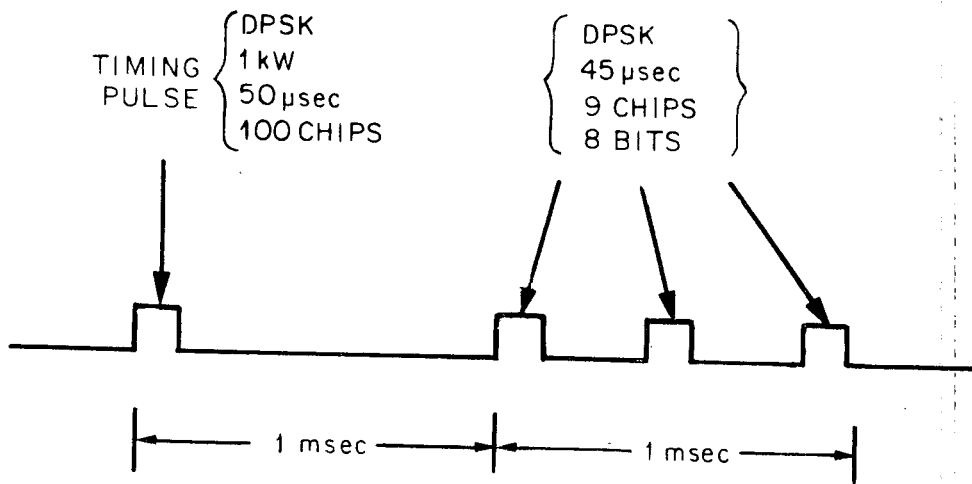 TIMING
PULSE
DPSK
1 kW
50 μsec
100 CHIPS
DPSK
45 μsec
9 CHIPS
8 BITS
1 msec
1 msec